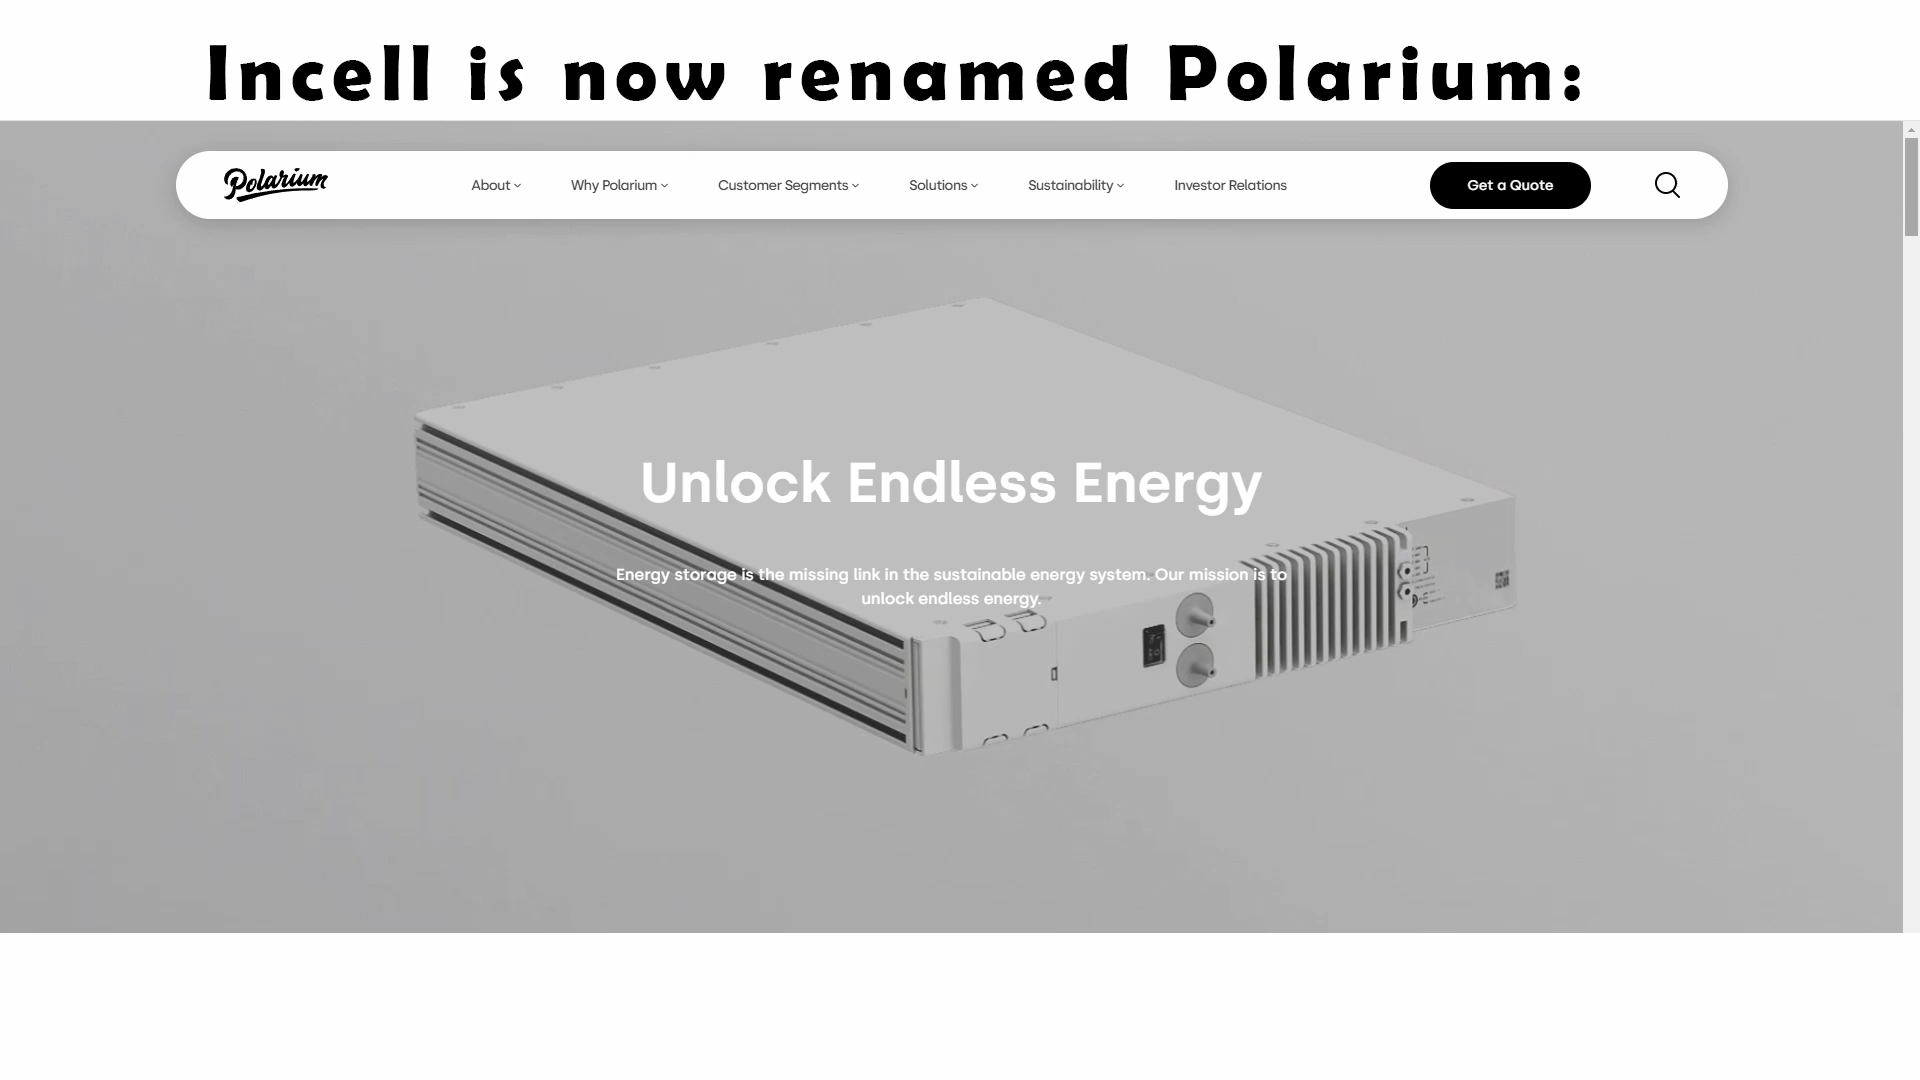 Incell is now renamed Polarium:
Polarium
About
Why Polarium
Customer Segments
Solutions
Sustainability
Investor Relations
Get a Quote
Unlock Endless Energy
Energy storage is the missing link in the sustainable energy system. Our mission is to
unlock endless energy.